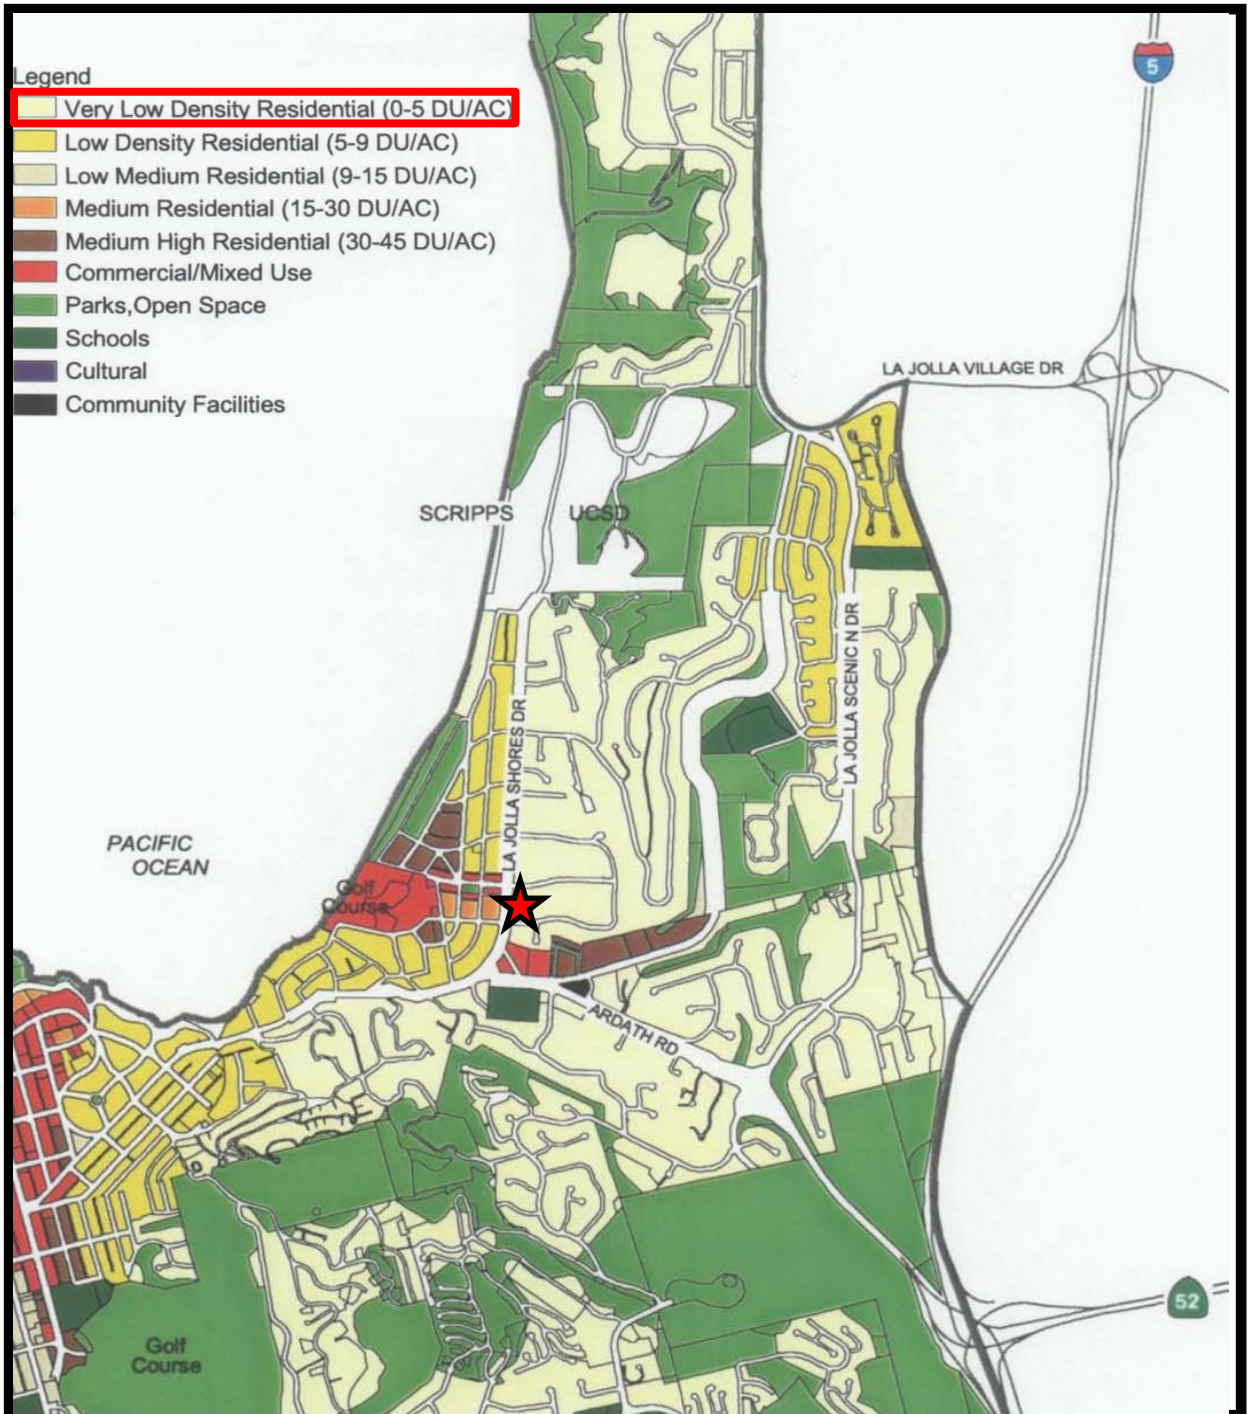 Legend
Very Low Density Residential (0-5 DU/AC)
Low Density Residential (5-9 DU/AC)
Low Medium Residential (9-15 DU/AC)
Medium Residential (15-30 DU/AC)
Medium High Residential (30-45 DU/AC)
Commercial/Mixed Use
Parks,Open Space
Schools
Cultural
Community Facilities
5
LA JOLLA VILLAGE DR
SCRIPPS
UCSD
LA JOLLA SCENIC N DR
LA JOLLA SHORES DR
PACIFIC
OCEAN
Golf
Course
ARDATH RD
52
Golf
Course